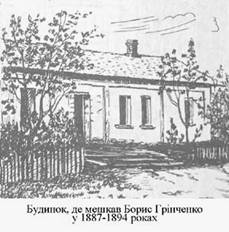 Будинок, де мешкав Борис Грінченко
у 1887-1894 роках